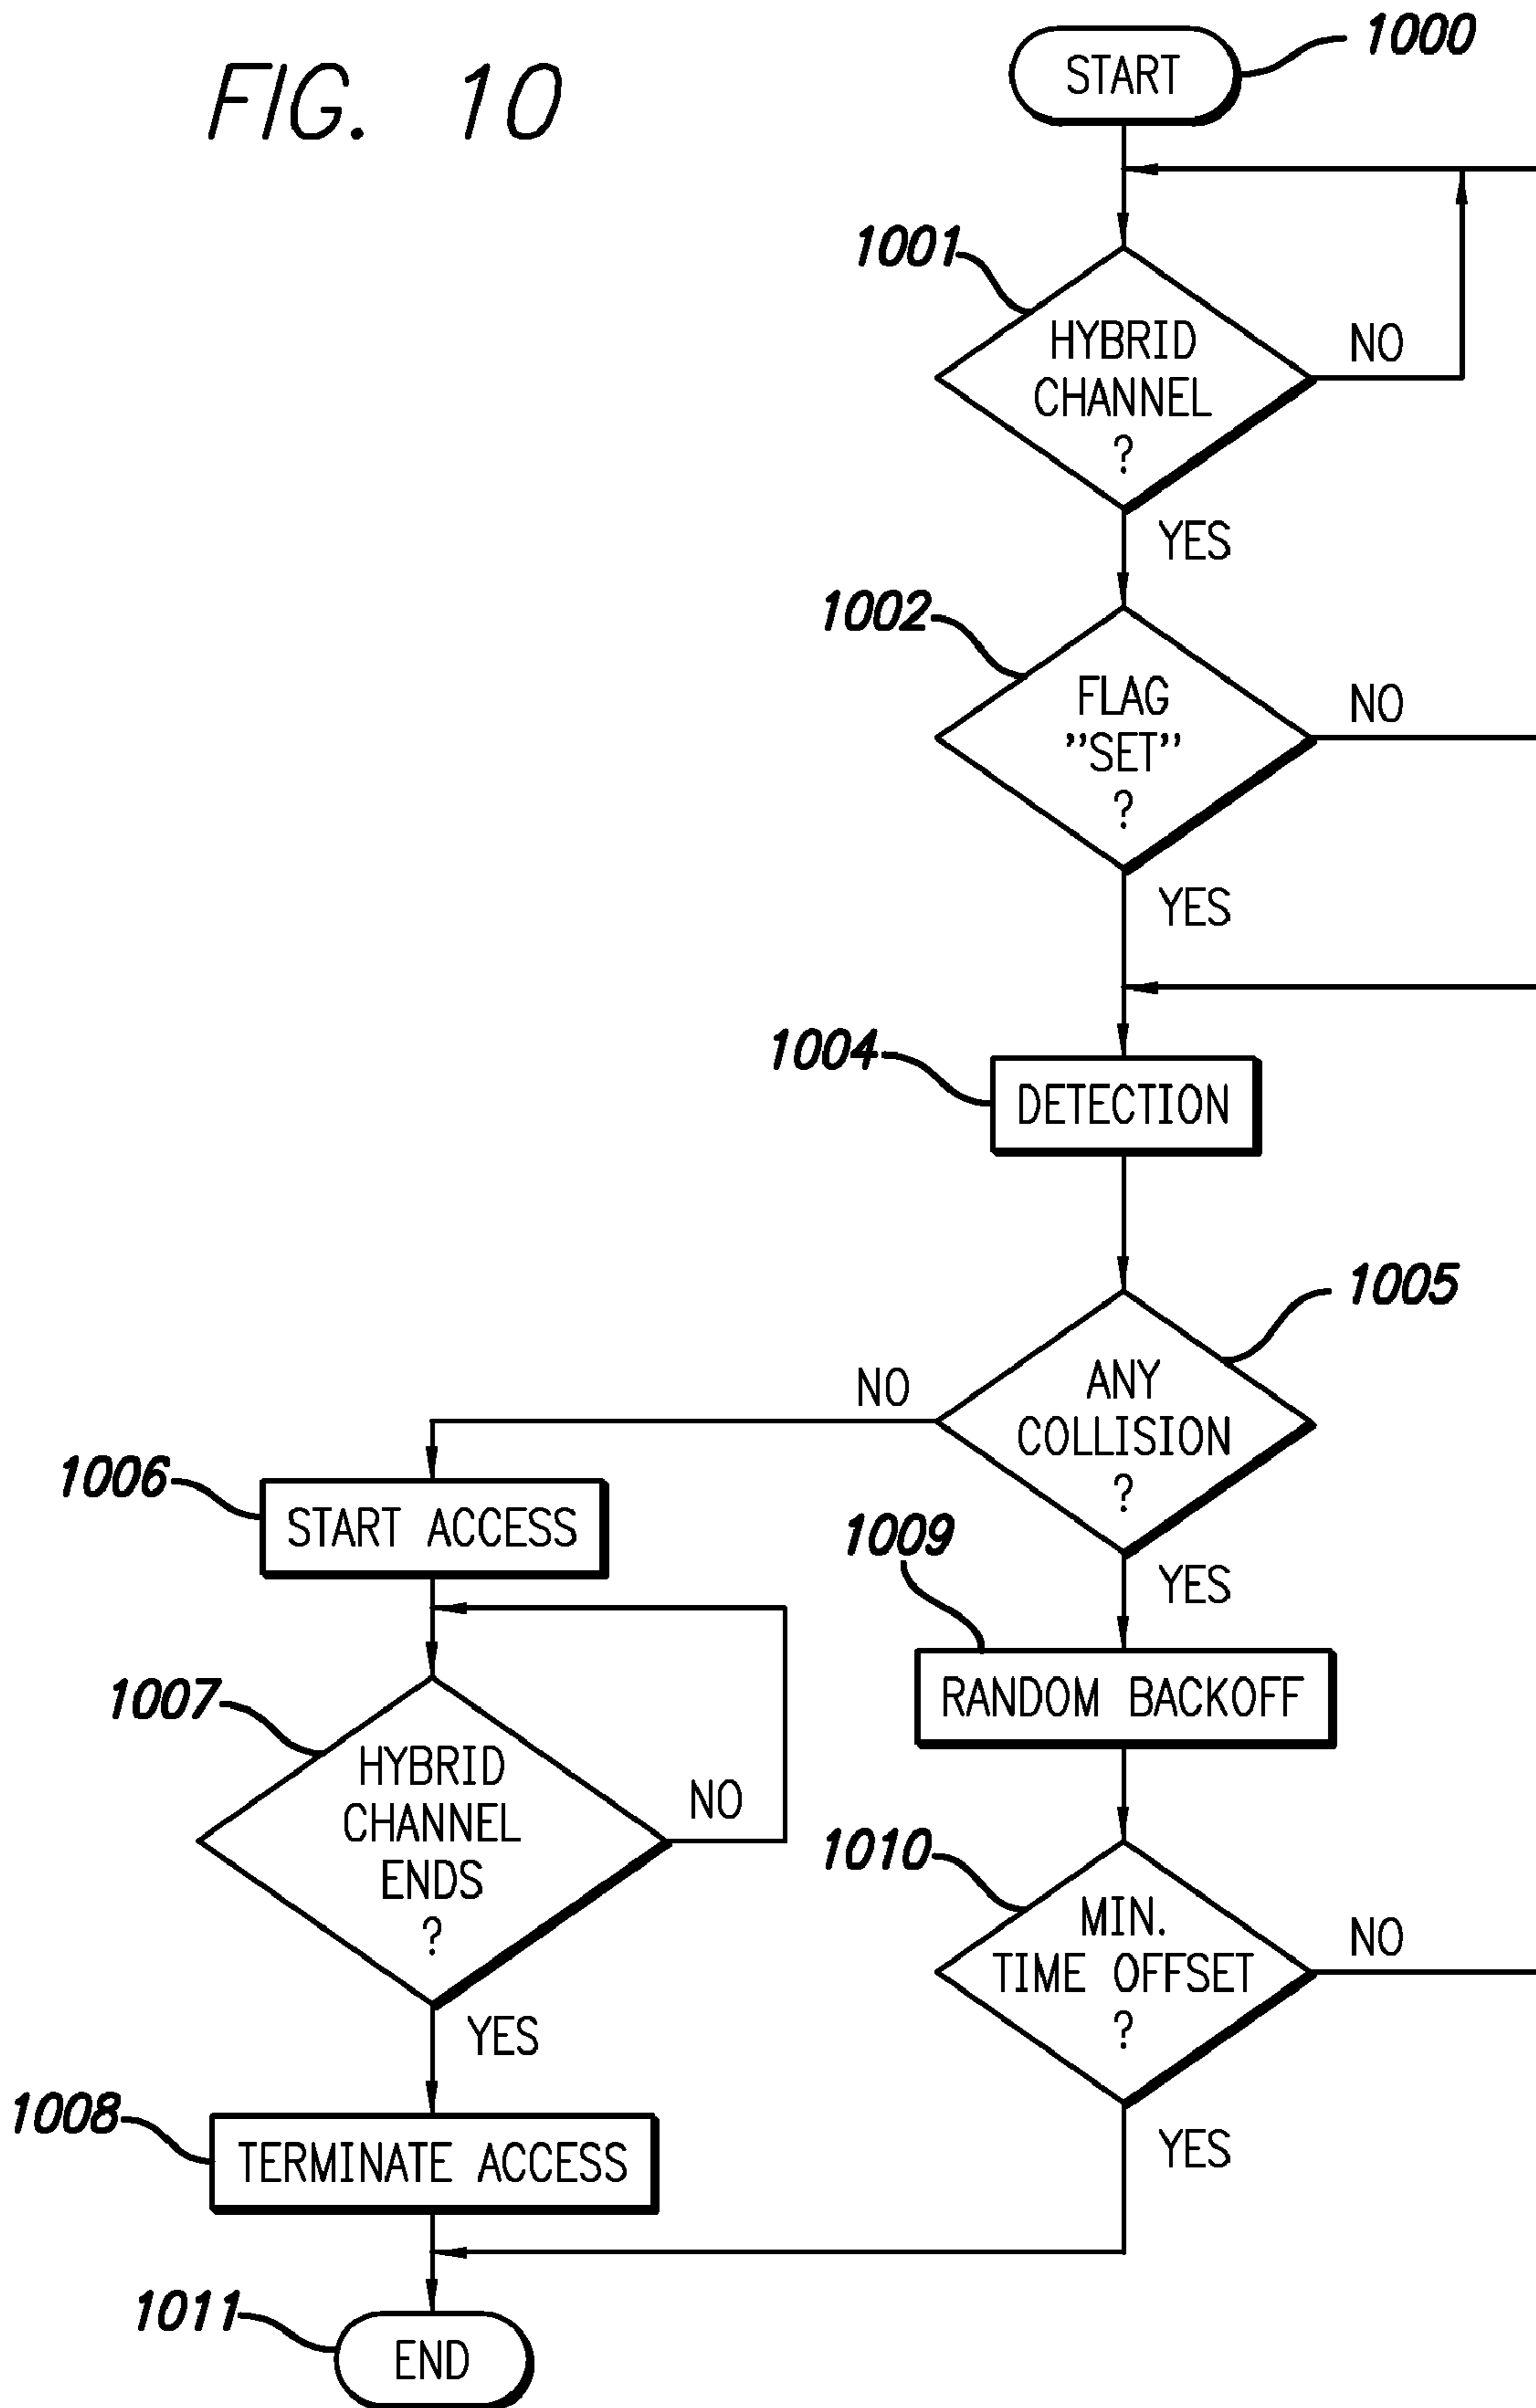 FIG. 10
START
1000
1001
HYBRID
CHANNEL
?
NO
YES
1002
FLAG
”SET”
?
NO
YES
1004
DETECTION
1005
ANY
COLLISION
?
NO
YES
1006
START ACCESS
1009
RANDOM BACKOFF
1007
HYBRID
CHANNEL
ENDS
?
NO
YES
1010
MIN.
TIME OFFSET
?
NO
YES
1008
TERMINATE ACCESS
1011
END